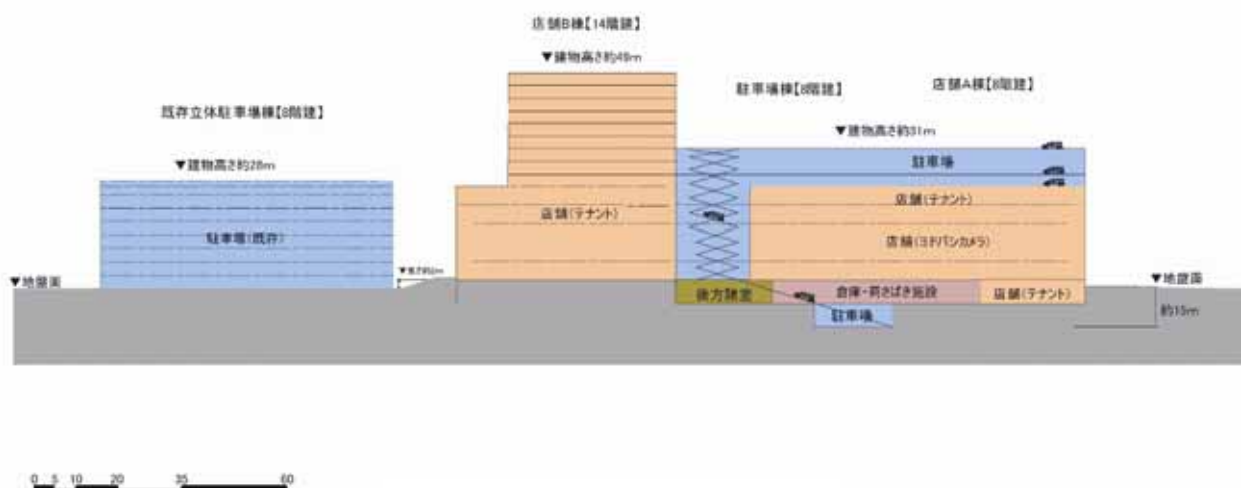 店舗B棟【14階建】
▼建物高さ約49m
駐車場棟【8階建】
店舗A棟【8階建】
既存立体駐車場棟【8階建】
▼建物高さ約31m
▼建物高さ約28m
駐車場
店舗(テナント)
店舗(テナント)
駐車場(既存)
店舗(ヨドバシカメラ)
▼地盤面
▼地盤面
倉庫・荷さばき施設
店舗(テナント)
駐車場
約15m
0 5 10 20 35 60